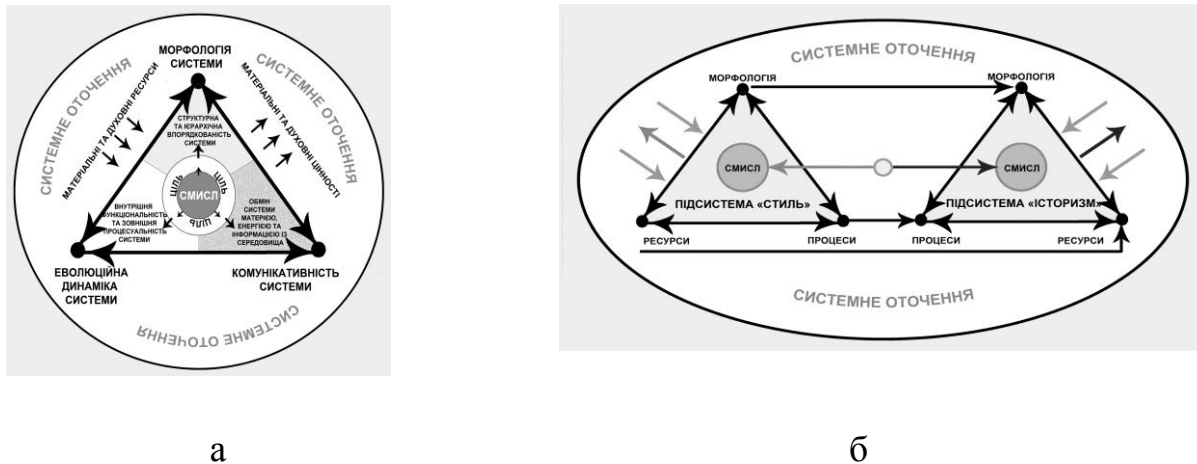 СИСТЕМНЕ ОТОЧЕННЯ
СИСТЕМНЕ ОТОЧЕННЯ
МОРФОЛОГІЯ
СИСТЕМИ
МАТЕРІАЛЬНІ ТА ДУХОВНІ РЕСУРСИ
МАТЕРІАЛЬНІ ТА ДУХОВНІ ЦІННОСТІ
СТРУКТУРНА
ТА ІЄРАРХІЧНА
ВПОРЯДКОВАНІСТЬ
СИСТЕМИ
ЦІЛЬ
ЦІЛЬ
СМИСЛ
ЦІЛЬ
ВНУТРІШНЯ
ФУНКЦІОНАЛЬНІСТЬ
ТА ЗОВНІШНЯ
ПРОЦЕСУАЛЬНІСТЬ
СИСТЕМИ
ОБМІН
СИСТЕМИ
МАТЕРІЄЮ,
ЕНЕРГІЄЮ ТА
ІНФОРМАЦІЄЮ ІЗ
СЕРЕДОВИЩА
ЕВОЛЮЦІЙНА
ДИНАМІКА
СИСТЕМИ
КОМУНІКАТИВНІСТЬ
СИСТЕМИ
СИСТЕМНЕ ОТОЧЕННЯ
а
СИСТЕМНЕ ОТОЧЕННЯ
МОРФОЛОГІЯ
МОРФОЛОГІЯ
СМИСЛ
СМИСЛ
ПІДСИСТЕМА «СТИЛЬ»
ПІДСИСТЕМА «ІСТОРИЗМ»
РЕСУРСИ
ПРОЦЕСИ
ПРОЦЕСИ
РЕСУРСИ
СИСТЕМНЕ ОТОЧЕННЯ
б